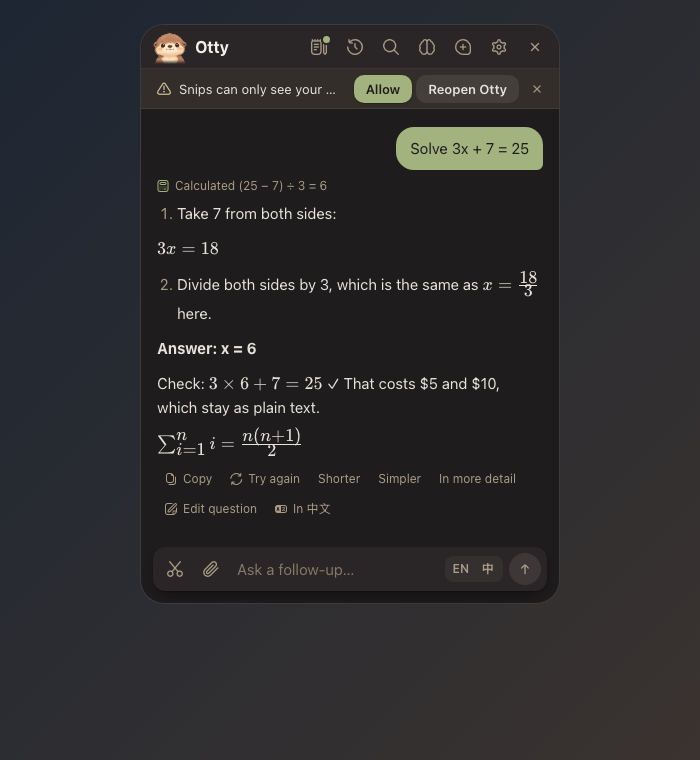 Otty
Snips can only see your ...
Allow
Reopen Otty
Solve 3x + 7 = 25
Calculated (25 − 7) ÷ 3 = 6
1. Take 7 from both sides:
3x = 18
2. Divide both sides by 3, which is the same as x = 18/3
here.
Answer: x = 6
Check: 3 × 6 + 7 = 25 ✓ That costs $5 and $10,
which stay as plain text.
∑ⁿᵢ₌₁ i = n(n+1)/2
Copy Try again Shorter Simpler In more detail
Edit question In 中文
Ask a follow-up...
EN 中